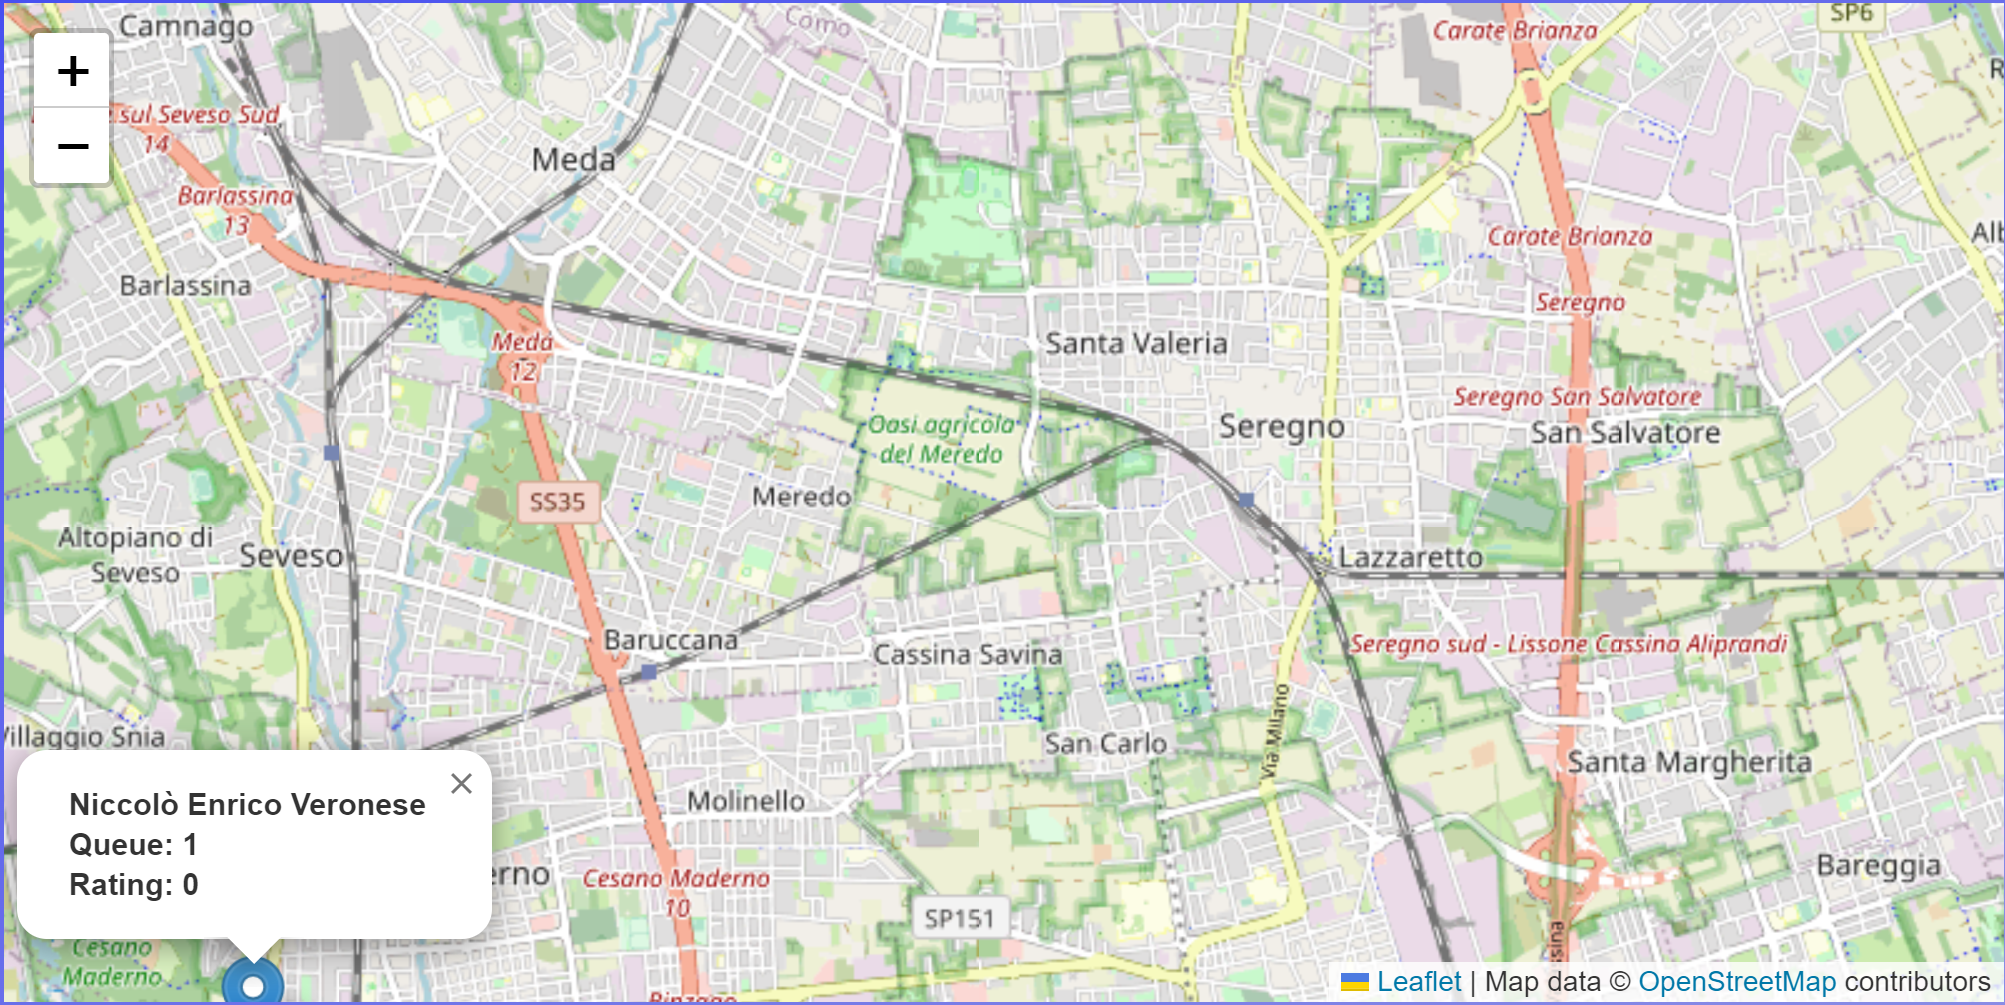 Camnago
Como
Carate Brianza
SP6
+
sul Seveso Sud
14
−
Meda
Barlassina
13
Carate Brianza
Barlassina
Seregno
Meda
12
Santa Valeria
Seregno San Salvatore
Oasi agricola
del Meredo
Seregno
San Salvatore
SS35
Meredo
Altopiano di
Seveso
Seveso
Lazzaretto
Baruccana
Cassina Savina
Seregno sud - Lissone Cassina Aliprandi
Via Milano
Villaggio Snia
San Carlo
Santa Margherita
×
Niccolò Enrico Veronese
Queue: 1
Rating: 0
Molinello
erno
Cesano Maderno
10
Bareggia
SP151
Cesano
Maderno
ssina
Binzago
Leaflet | Map data © OpenStreetMap contributors